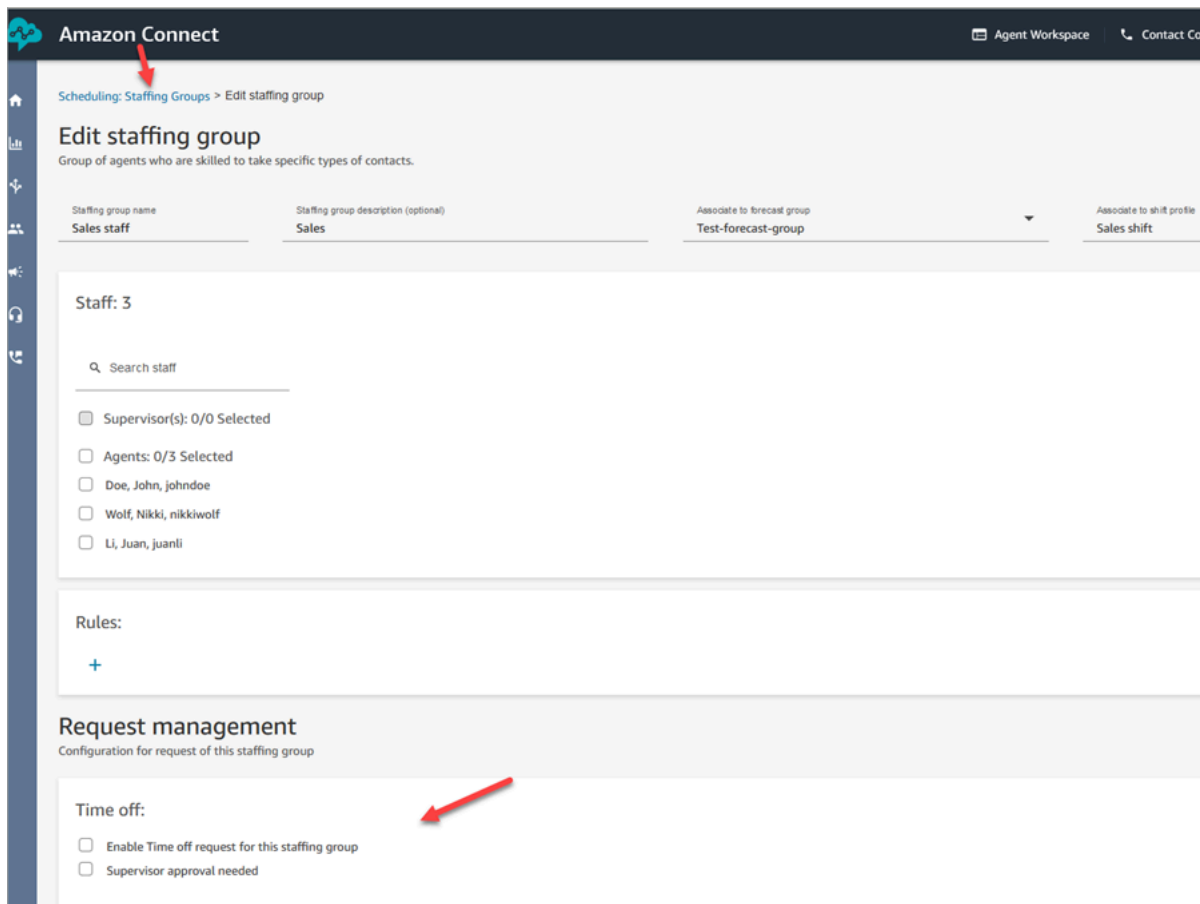 Amazon Connect
Agent Workspace
Contact Co
Scheduling: Staffing Groups > Edit staffing group
Edit staffing group
Group of agents who are skilled to take specific types of contacts.
Staffing group name
Staffing group description (optional)
Associate to forecast group
Associate to shift profile
Sales staff
Sales
Test-forecast-group
Sales shift
Staff: 3
Search staff
Supervisor(s): 0/0 Selected
Agents: 0/3 Selected
Doe, John, johndoe
Wolf, Nikki, nikkiwolf
Li, Juan, juanli
Rules:
+
Request management
Configuration for request of this staffing group
Time off:
Enable Time off request for this staffing group
Supervisor approval needed